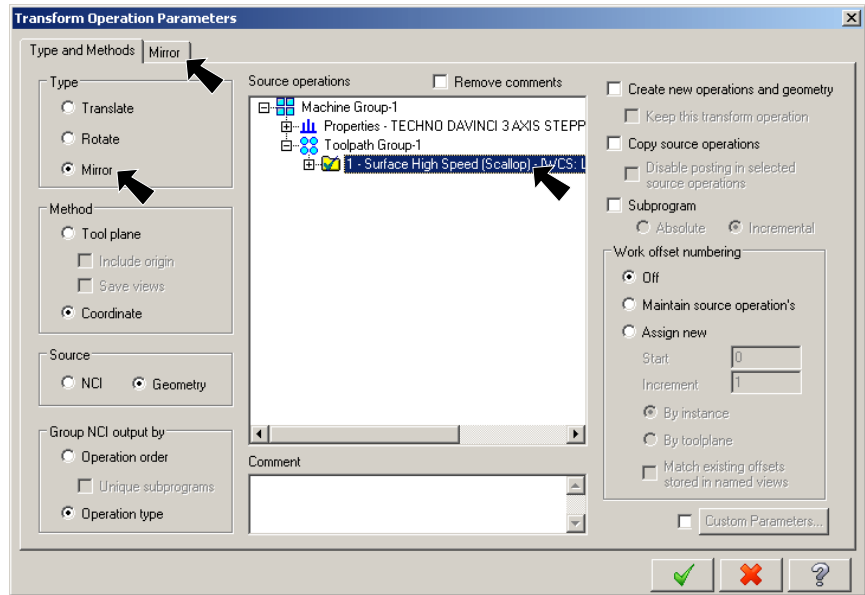 Transform Operation Parameters
Type and Methods
Mirror
Type
Translate
Rotate
Mirror
Method
Tool plane
Include origin
Save views
Coordinate
Source
NCI
Geometry
Group NCI output by
Operation order
Unique subprograms
Operation type
Source operations
Remove comments
Machine Group-1
Properties - TECHNO DAVINCI 3 AXIS STEPP
Toolpath Group-1
1 - Surface High Speed (Scallop) - [WCS: L
Comment
Create new operations and geometry
Keep this transform operation
Copy source operations
Disable posting in selected
source operations
Subprogram
Absolute
Incremental
Work offset numbering
Off
Maintain source operation's
Assign new
Start
0
Increment
1
By instance
By toolplane
Match existing offsets
stored in named views
Custom Parameters...